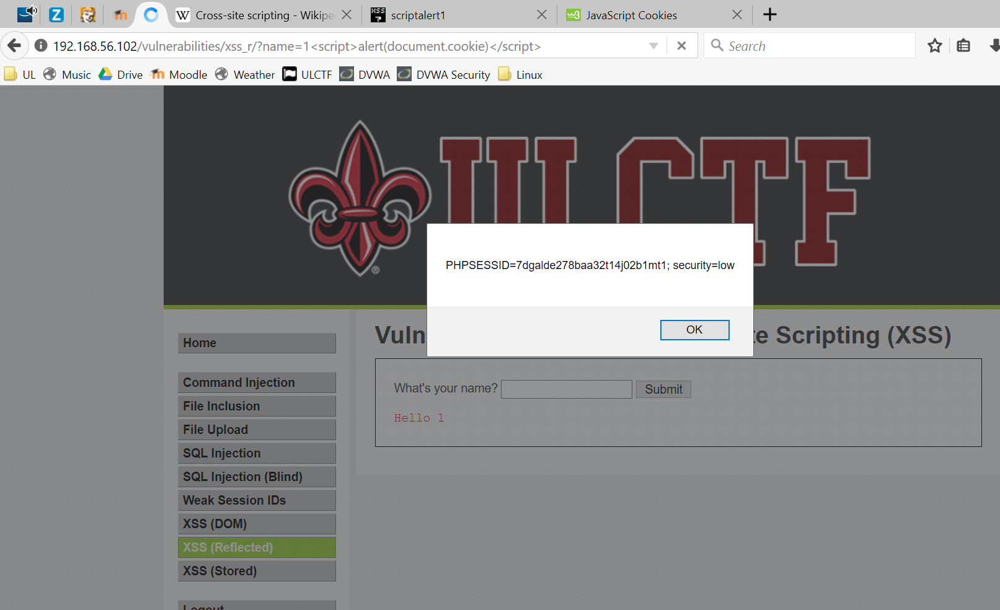 Cross-site scripting - Wikipe
scriptalert1
JavaScript Cookies
192.168.56.102/vulnerabilities/xss_r/?name=1<script>alert(document.cookie)</script>
Search
UL Music Drive Moodle Weather ULCTF DVWA DVWA Security Linux
ULCTF
PHPSESSID=7dgalde278baa32t14j02b1mt1; security=low
OK
Vuln te Scripting (XSS)
Home
Command Injection
File Inclusion
File Upload
SQL Injection
SQL Injection (Blind)
Weak Session IDs
XSS (DOM)
XSS (Reflected)
XSS (Stored)
Logout
What's your name? Submit
Hello 1